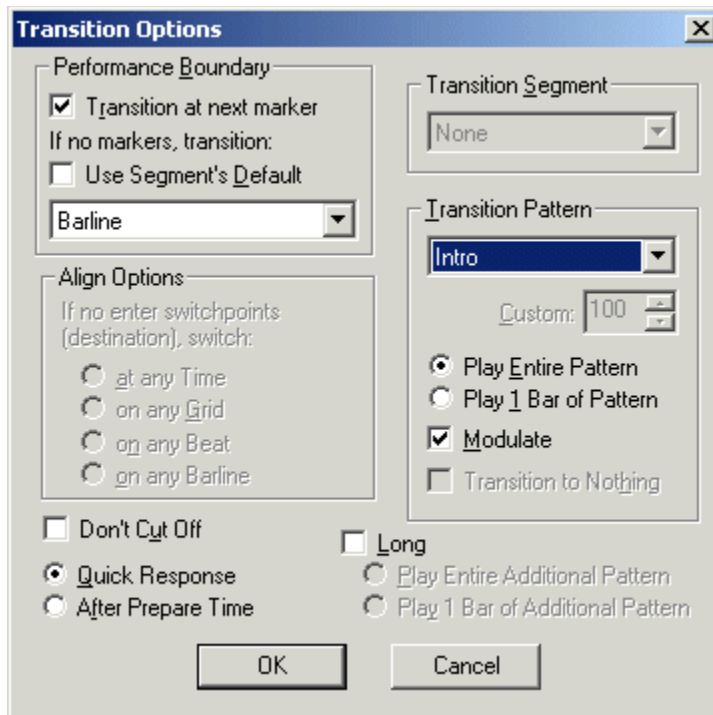 Transition Options
Performance Boundary
Transition at next marker
If no markers, transition:
Use Segment's Default
Barline
Align Options
If no enter switchpoints
(destination), switch:
at any Time
on any Grid
on any Beat
on any Barline
Don't Cut Off
Quick Response
After Prepare Time
Transition Segment
None
Transition Pattern
Intro
Custom: 100
Play Entire Pattern
Play 1 Bar of Pattern
Modulate
Transition to Nothing
Long
Play Entire Additional Pattern
Play 1 Bar of Additional Pattern
OK
Cancel